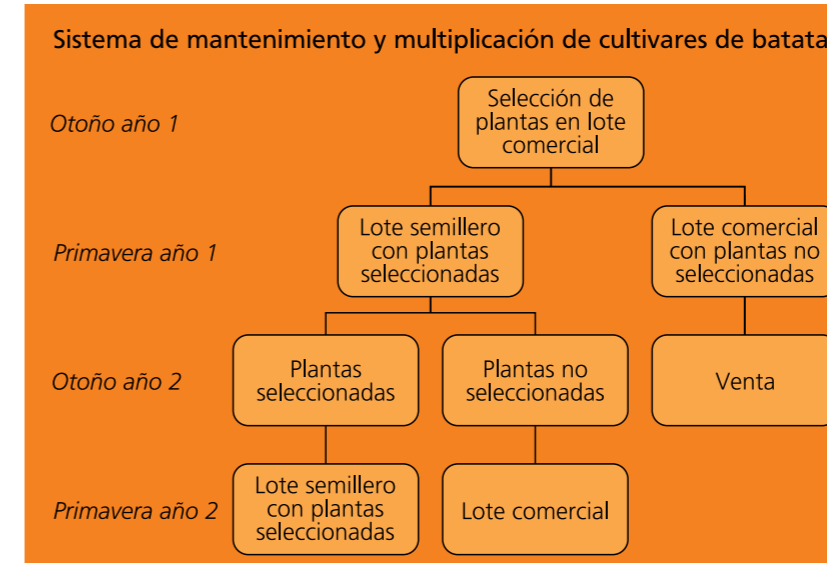 Sistema de mantenimiento y multiplicación de cultivares de batata
Otoño año 1
Selección de
plantas en lote
comercial
Primavera año 1
Lote semillero
con plantas
seleccionadas
Lote comercial
con plantas no
seleccionadas
Otoño año 2
Plantas
seleccionadas
Plantas no
seleccionadas
Venta
Primavera año 2
Lote semillero
con plantas
seleccionadas
Lote comercial